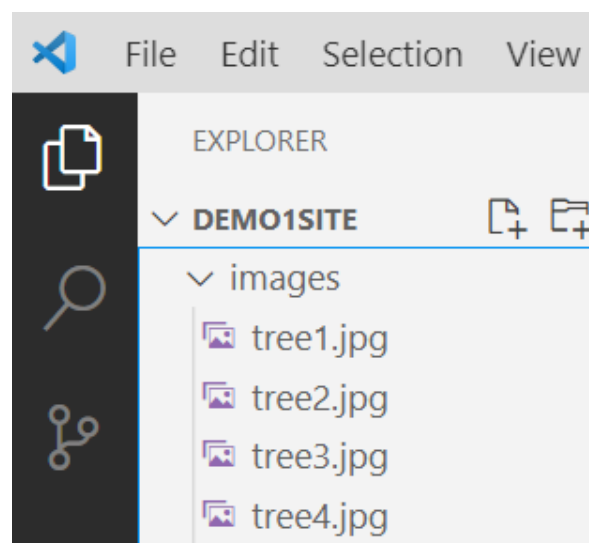 File Edit Selection View
EXPLORER
DEMO1SITE
images
tree1.jpg
tree2.jpg
tree3.jpg
tree4.jpg